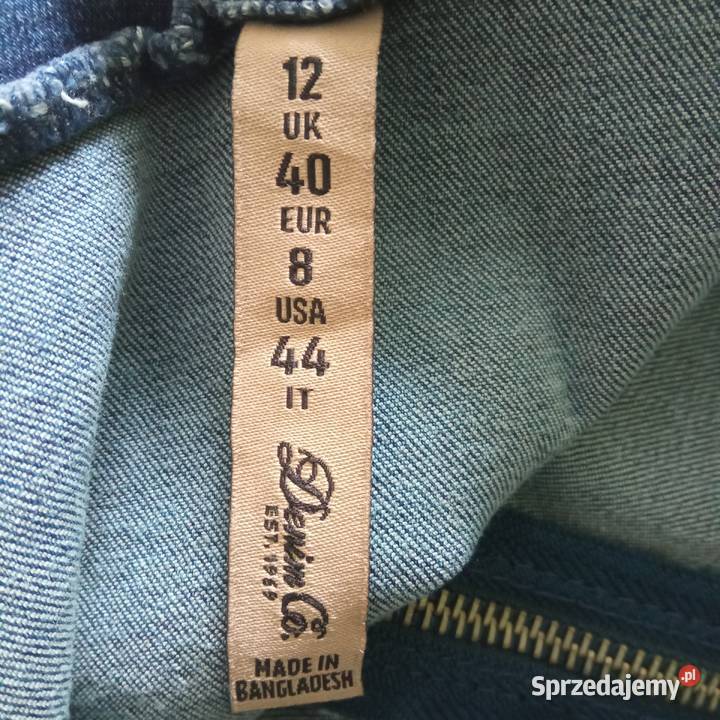 12
UK
40
EUR
8
USA
44
IT
Denim Co.
EST. 1969
MADE IN
BANGLADESH
Sprzedajemy.pl